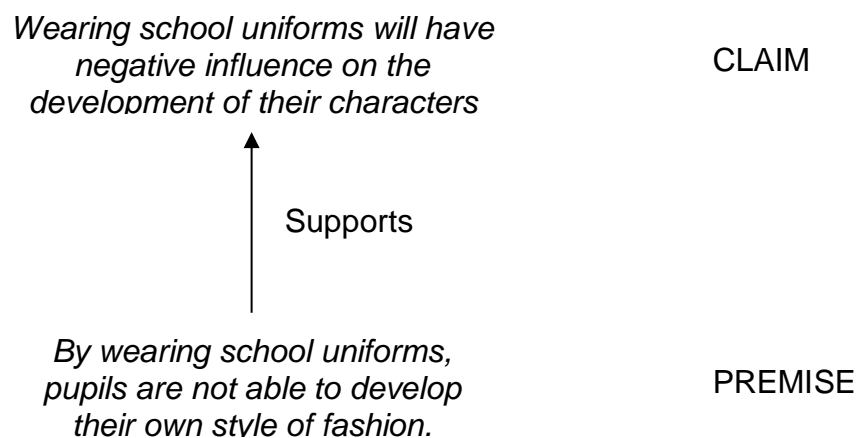 Wearing school uniforms will have
negative influence on the
development of their characters
CLAIM
Supports
By wearing school uniforms,
pupils are not able to develop
their own style of fashion.
PREMISE